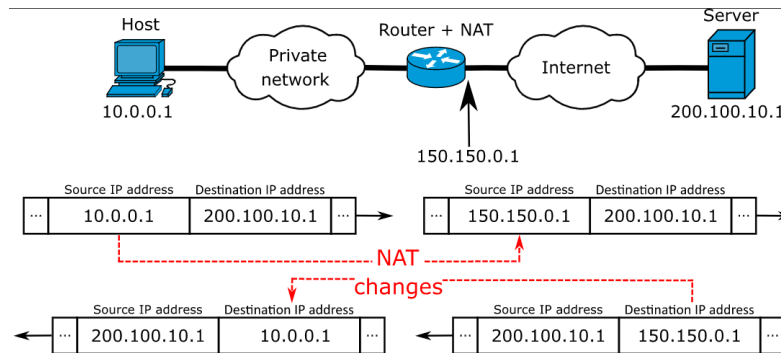 Host
Private
network
Router + NAT
Internet
Server
10.0.0.1
200.100.10.1
150.150.0.1
Source IP address Destination IP address
... 10.0.0.1 200.100.10.1 ...
Source IP address Destination IP address
... 150.150.0.1 200.100.10.1 ...
NAT
changes
Source IP address Destination IP address
... 200.100.10.1 10.0.0.1 ...
Source IP address Destination IP address
... 200.100.10.1 150.150.0.1 ...